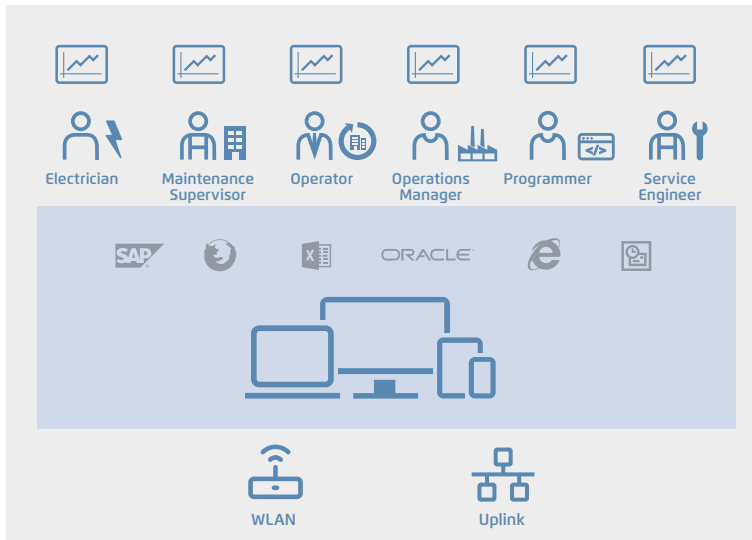 Electrician
Maintenance
Supervisor
Operator
Operations
Manager
Programmer
Service
Engineer
</>
SAP
X
ORACLE
e
WLAN
Uplink